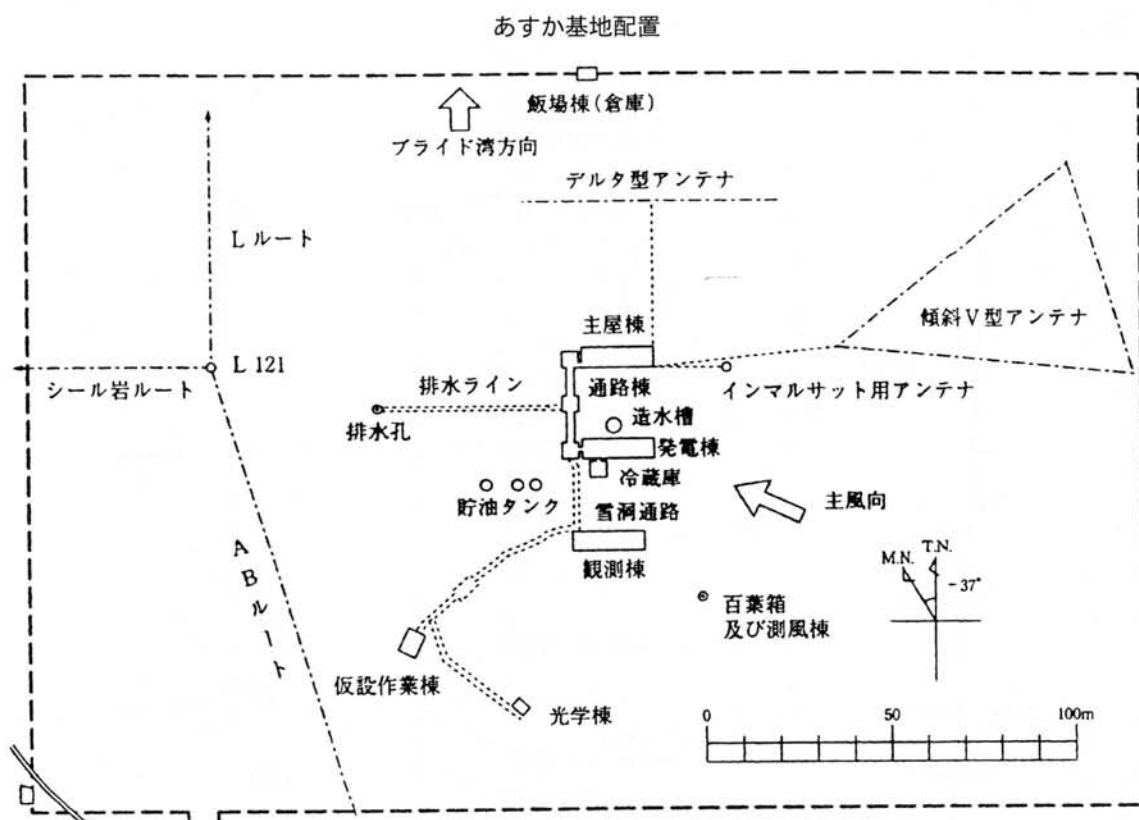 あすか基地配置
飯場棟(倉庫)
ブライド湾方向
デルタ型アンテナ
Lルート
傾斜V型アンテナ
主屋棟
L 121
シール岩ルート
排水ライン
通路棟
インマルサット用アンテナ
造水槽
排水孔
発電棟
冷蔵庫
貯油タンク
雪洞通路
主風向
観測棟
ABルート
M.N.
T.N.
-37°
百葉箱
及び測風棟
仮設作業棟
光学棟
0
50
100m